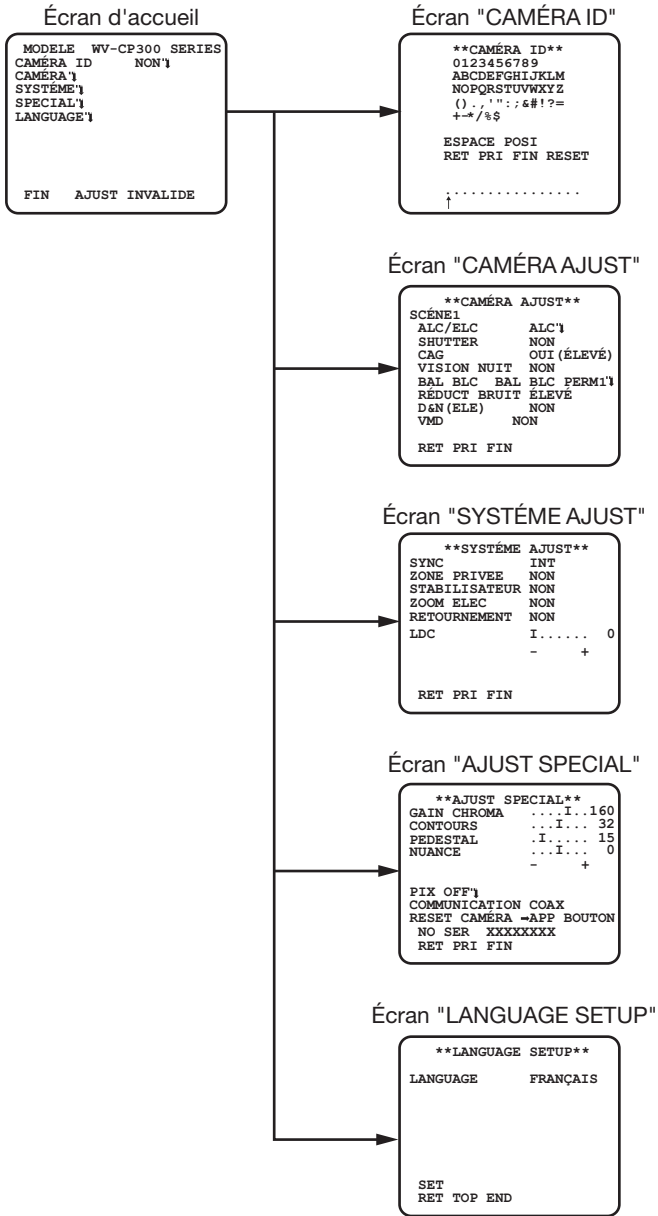 Écran d'accueil
MODELE WV-CP300 SERIES
CAMÉRA ID NON
CAMÉRA
SYSTÉME
SPECIAL
LANGUAGE
FIN AJUST INVALIDE
Écran "CAMÉRA ID"
**CAMÉRA ID**
0123456789
ABCDEFGHIJKLM
NOPQRSTUVWXYZ
().,'":;&#!?=
+-*/%$
ESPACE POSI
RET PRI FIN RESET
................
↑
Écran "CAMÉRA AJUST"
**CAMÉRA AJUST**
SCÉNE1
ALC/ELC ALC
SHUTTER NON
CAG OUI(ÉLEVÉ)
VISION NUIT NON
BAL BLC BAL BLC PERM1
RÉDUCT BRUIT ÉLEVÉ
D&N(ELE) NON
VMD NON
RET PRI FIN
Écran "SYSTÉME AJUST"
**SYSTÉME AJUST**
SYNC INT
ZONE PRIVEE NON
STABILISATEUR NON
ZOOM ELEC NON
RETOURNEMENT NON
LDC I...... 0
- +
RET PRI FIN
Écran "AJUST SPECIAL"
**AJUST SPECIAL**
GAIN CHROMA ....I..160
CONTOURS ...I... 32
PEDESTAL .I..... 15
NUANCE ...I... 0
- +
PIX OFF
COMMUNICATION COAX
RESET CAMÉRA →APP BOUTON
NO SER XXXXXXXX
RET PRI FIN
Écran "LANGUAGE SETUP"
**LANGUAGE SETUP**
LANGUAGE FRANÇAIS
SET
RET TOP END